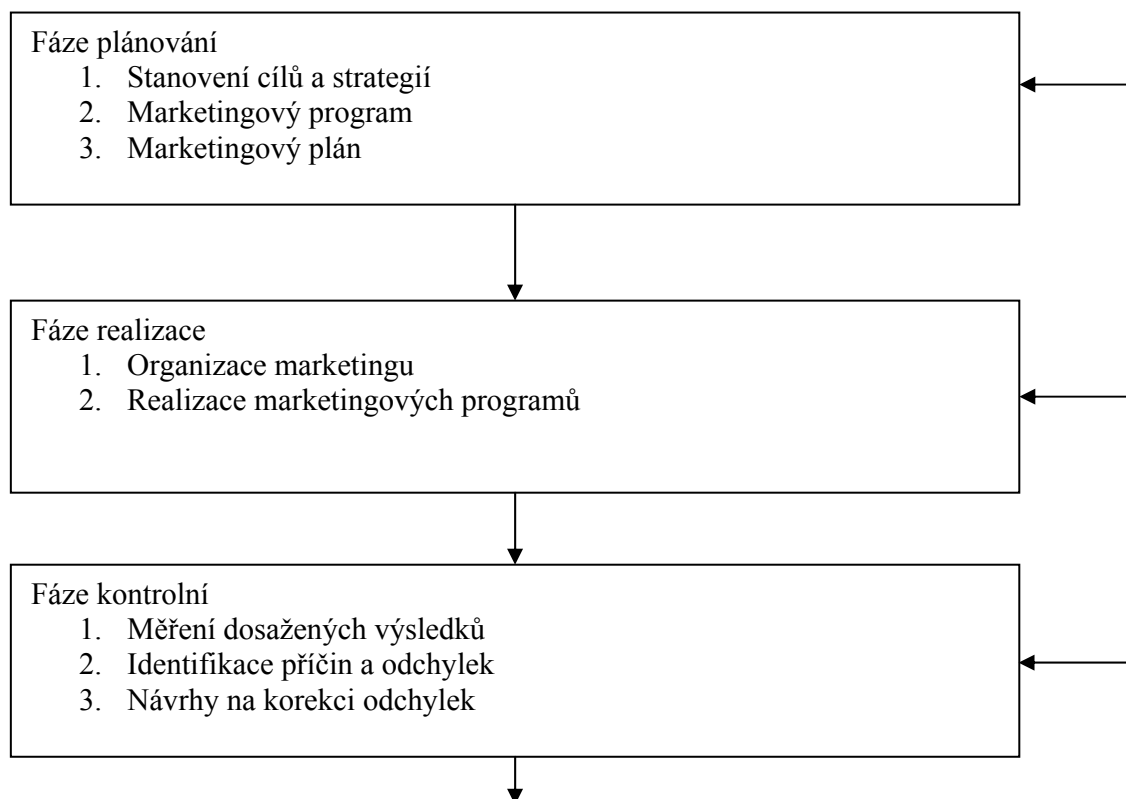 Fáze plánování
1. Stanovení cílů a strategií
2. Marketingový program
3. Marketingový plán
Fáze realizace
1. Organizace marketingu
2. Realizace marketingových programů
Fáze kontrolní
1. Měření dosažených výsledků
2. Identifikace příčin a odchylek
3. Návrhy na korekci odchylek